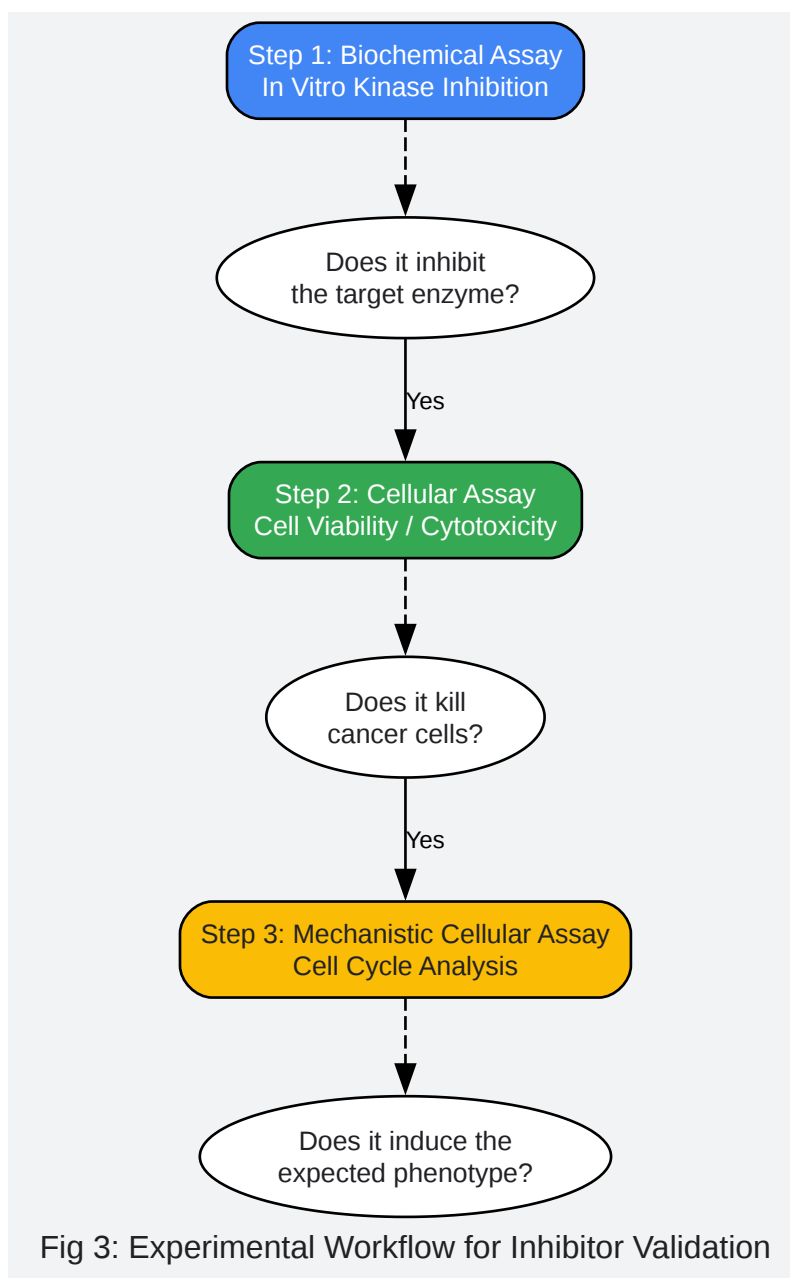 Step 1: Biochemical Assay
In Vitro Kinase Inhibition
Does it inhibit
the target enzyme?
Yes
Step 2: Cellular Assay
Cell Viability / Cytotoxicity
Does it kill
cancer cells?
Yes
Step 3: Mechanistic Cellular Assay
Cell Cycle Analysis
Does it induce the
expected phenotype?
Fig 3: Experimental Workflow for Inhibitor Validation